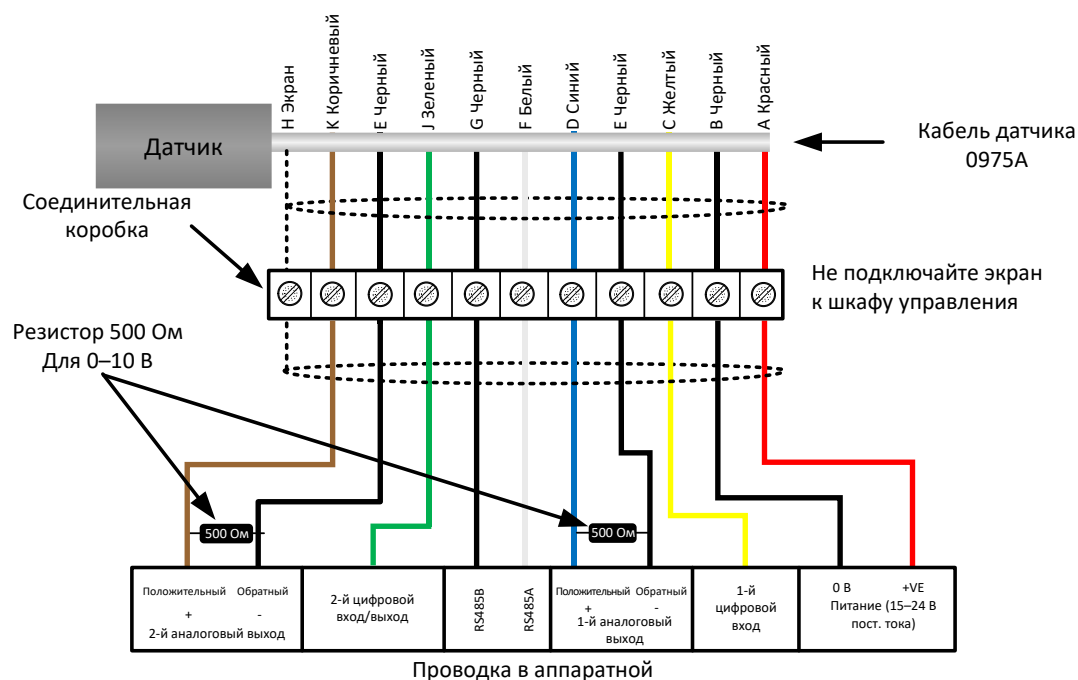 H Экран
K Коричневый
E Черный
J Зеленый
G Черный
F Белый
D Синий
E Черный
C Желтый
B Черный
A Красный
Датчик
Кабель датчика
0975A
Соединительная
коробка
Не подключайте экран
к шкафу управления
Резистор 500 Ом
Для 0–10 В
500 Ом
500 Ом
Положительный Обратный
+ -
2-й аналоговый выход
2-й цифровой
вход/выход
RS485B
RS485A
Положительный Обратный
+ -
1-й аналоговый
выход
1-й
цифровой
вход
0 В +VE
Питание (15–24 В
пост. тока)
Проводка в аппаратной